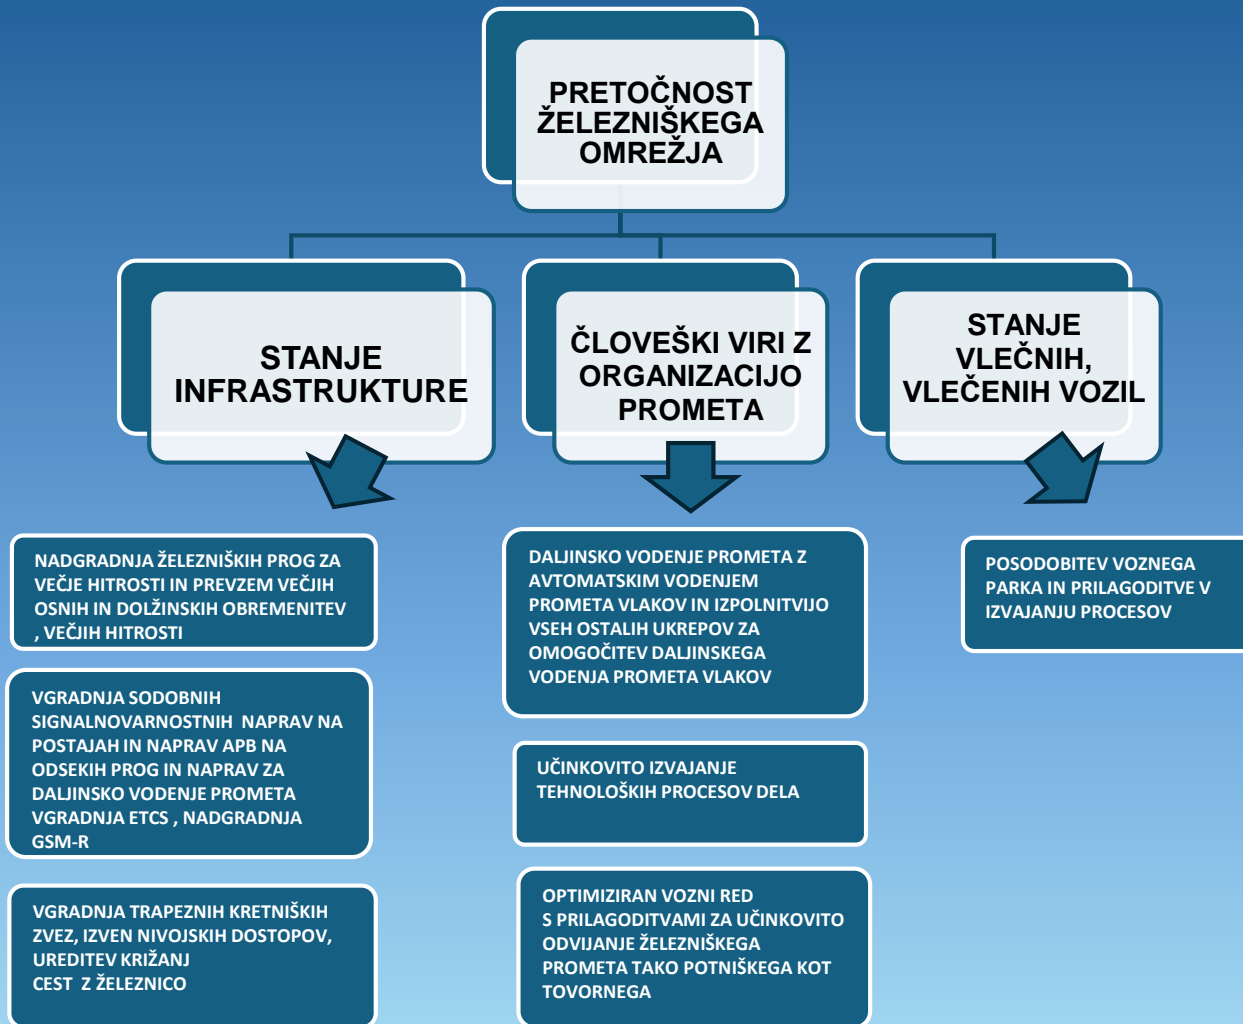 PRETOČNOST
ŽELEZNIŠKEGA
OMREŽJA
STANJE
INFRASTRUKTURE
ČLOVEŠKI VIRI Z
ORGANIZACIJO
PROMETA
STANJE
VLEČNIH,
VLEČENIH VOZIL
NADGRADNJA ŽELEZNIŠKIH PROG ZA
VEČJE HITROSTI IN PREVZEM VEČJIH
OSNIH IN DOLŽINSKIH OBREMENITEV
, VEČJIH HITROSTI
VGRADNJA SODOBNIH
SIGNALNOVARNOSTNIH  NAPRAV NA
POSTAJAH IN NAPRAV APB NA
ODSEKIH PROG IN NAPRAV ZA
DALJINSKO VODENJE PROMETA
VGRADNJA ETCS , NADGRADNJA
GSM-R
VGRADNJA TRAPEZNIH KRETNIŠKIH
ZVEZ, IZVEN NIVOJSKIH DOSTOPOV,
UREDITEV KRIŽANJ
CEST  Z ŽELEZNICO
DALJINSKO VODENJE PROMETA Z
AVTOMATSKIM VODENJEM
PROMETA VLAKOV IN IZPOLNITVIJO
VSEH OSTALIH UKREPOV ZA
OMOGOČITEV DALJINSKEGA
VODENJA PROMETA VLAKOV
UČINKOVITO IZVAJANJE
TEHNOLOŠKIH PROCESOV DELA
OPTIMIZIRAN VOZNI RED
S PRILAGODITVAMI ZA UČINKOVITO
ODVIJANJE ŽELEZNIŠKEGA
PROMETA TAKO POTNIŠKEGA KOT
TOVORNEGA
POSODOBITEV VOZNEGA
PARKA IN PRILAGODITVE V
IZVAJANJU PROCESOV